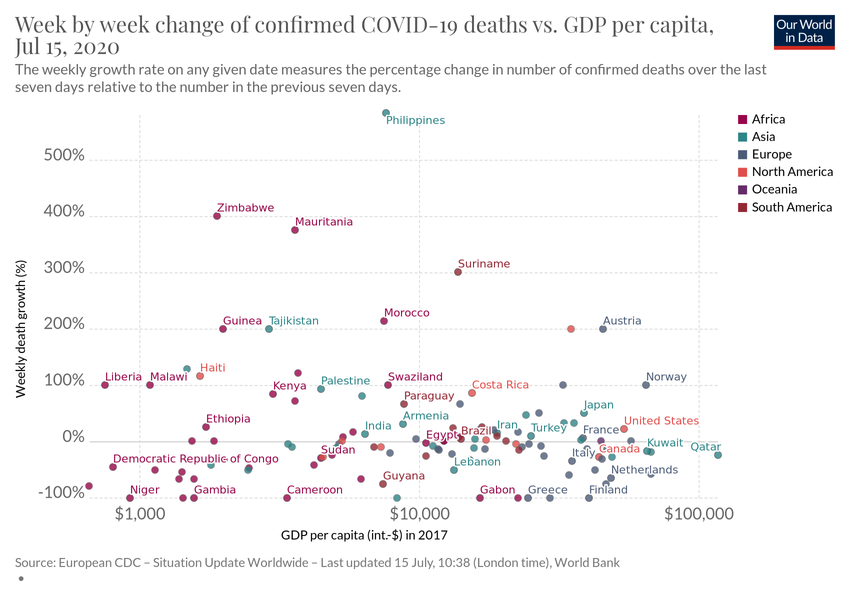 Week by week change of confirmed COVID-19 deaths vs. GDP per capita,
Jul 15, 2020
Our World
in Data
The weekly growth rate on any given date measures the percentage change in number of confirmed deaths over the last
seven days relative to the number in the previous seven days.
Philippines
Africa
Asia
Europe
North America
Oceania
South America
500%
400%
300%
200%
100%
0%
-100%
Weekly death growth (%)
Zimbabwe
Mauritania
Suriname
Morocco
Guinea
Tajikistan
Austria
Haiti
Liberia
Malawi
Palestine
Swaziland
Norway
Kenya
Costa Rica
Paraguay
Japan
Ethiopia
Armenia
United States
India
Iran
Turkey
France
Egypt
Brazil
Sudan
Italy
Canada
Kuwait
Qatar
Democratic Republic of Congo
Lebanon
Netherlands
Guyana
Niger
Gambia
Cameroon
Gabon
Greece
Finland
$1,000
$10,000
$100,000
GDP per capita (int.-$) in 2017
Source: European CDC – Situation Update Worldwide – Last updated 15 July, 10:38 (London time), World Bank